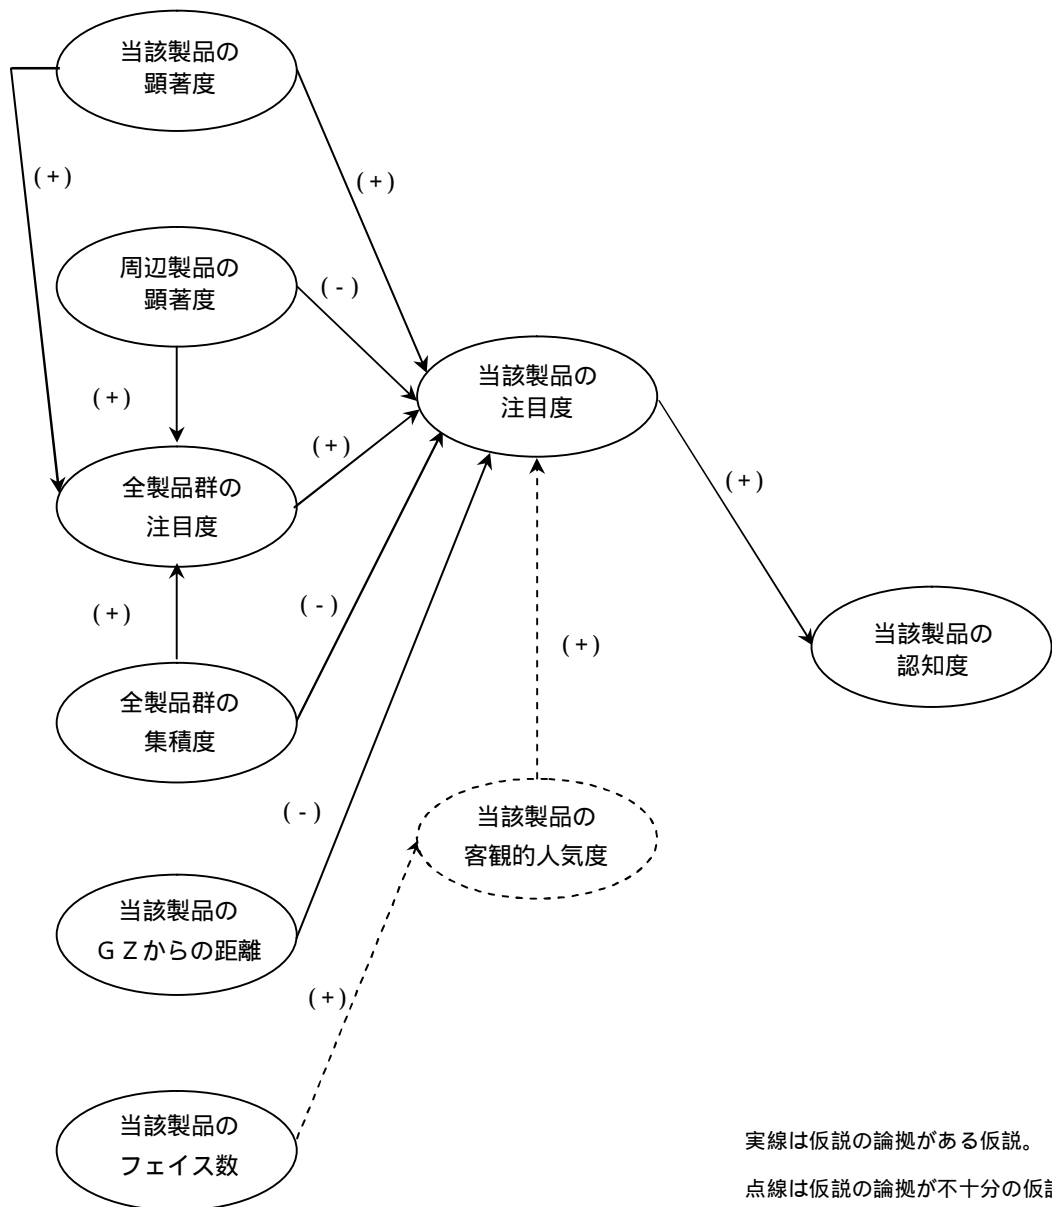 当該製品の
顕著度
(+)
(+)
周辺製品の
顕著度
(-)
(+)
当該製品の
注目度
(+)
全製品群の
注目度
(+)
(+)
(-)
(+)
全製品群の
集積度
当該製品の
認知度
(-)
当該製品の
客観的人気度
当該製品の
ＧＺからの距離
(+)
当該製品の
フェイス数
実線は仮説の論拠がある仮説。
点線は仮説の論拠が不十分の仮説